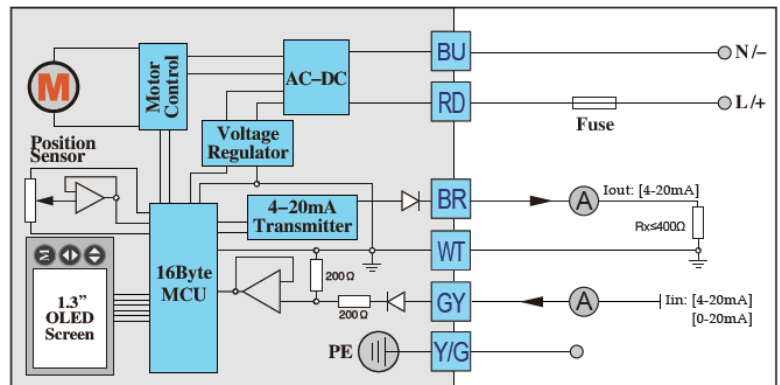 M
Motor
Control
AC–DC
BU
N/–
RD
L/+
Fuse
Voltage
Regulator
Position
Sensor
4–20mA
Transmitter
BR
A
Iout: [4-20mA]
Rx≤400Ω
WT
M
1.3”
OLED
Screen
16Byte
MCU
200Ω
200Ω
GY
A
Iin: [4-20mA]
[0-20mA]
PE
Y/G